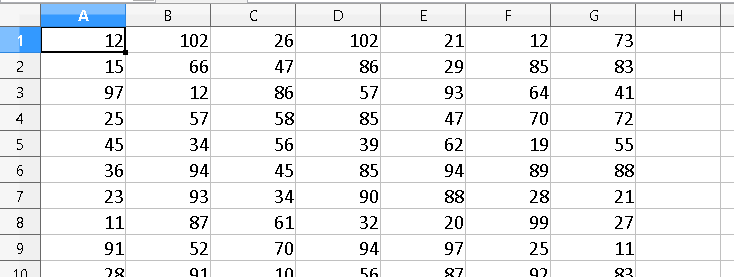 A B C D E F G H
1 12 102 26 102 21 12 73
2 15 66 47 86 29 85 83
3 97 12 86 57 93 64 41
4 25 57 58 85 47 70 72
5 45 34 56 39 62 19 55
6 36 94 45 85 94 89 88
7 23 93 34 90 88 28 21
8 11 87 61 32 20 99 27
9 91 52 70 94 97 25 11
10 28 91 10 56 87 92 83